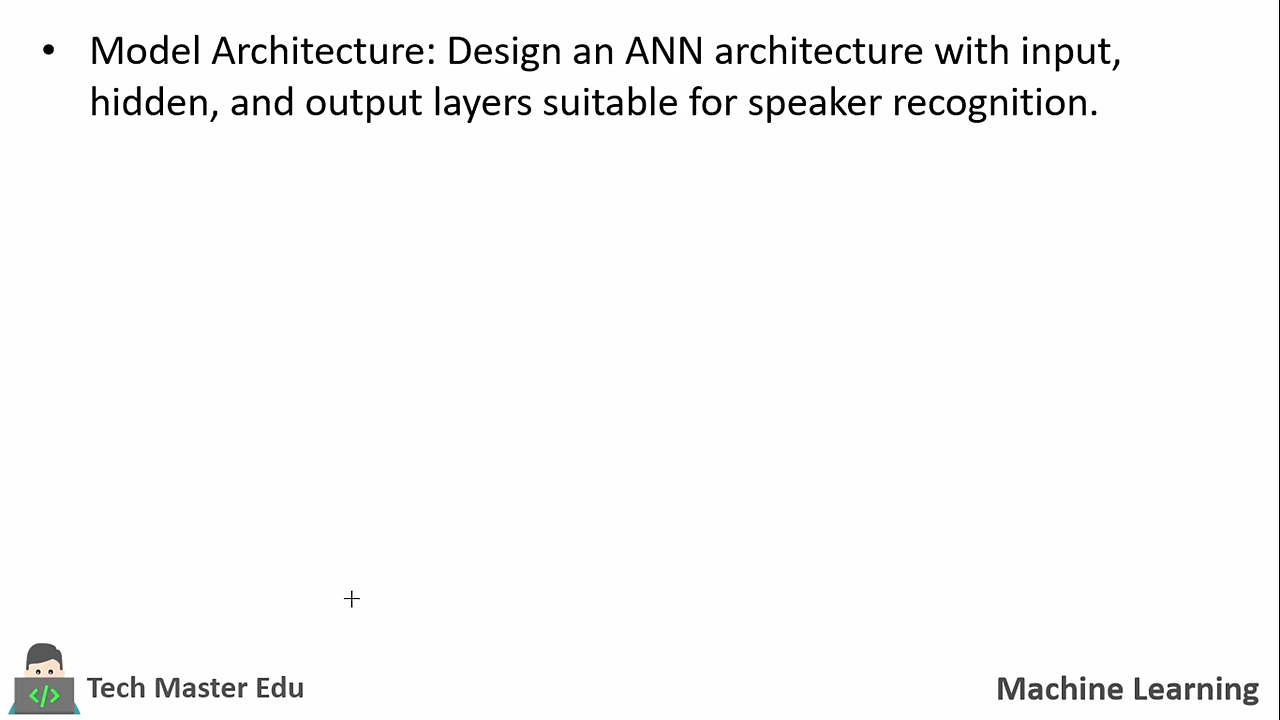 • Model Architecture: Design an ANN architecture with input,
hidden, and output layers suitable for speaker recognition.
</>
Tech Master Edu
Machine Learning